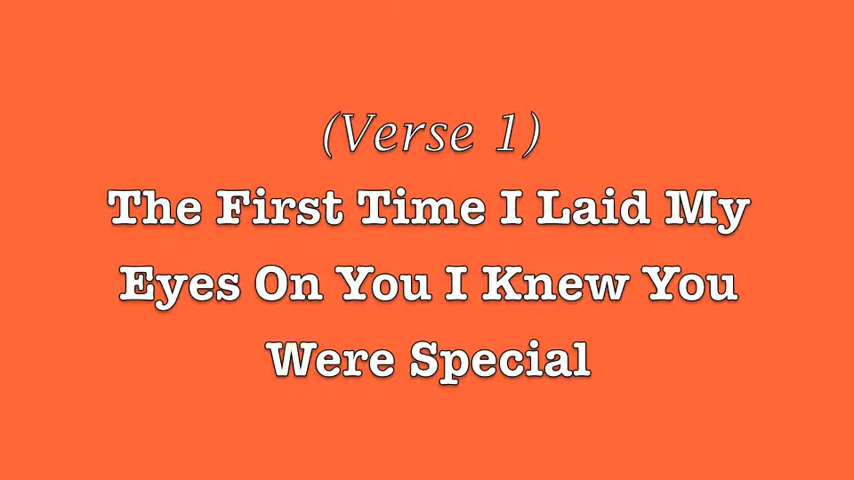 (Verse 1)
The First Time I Laid My
Eyes On You I Knew You
Were Special